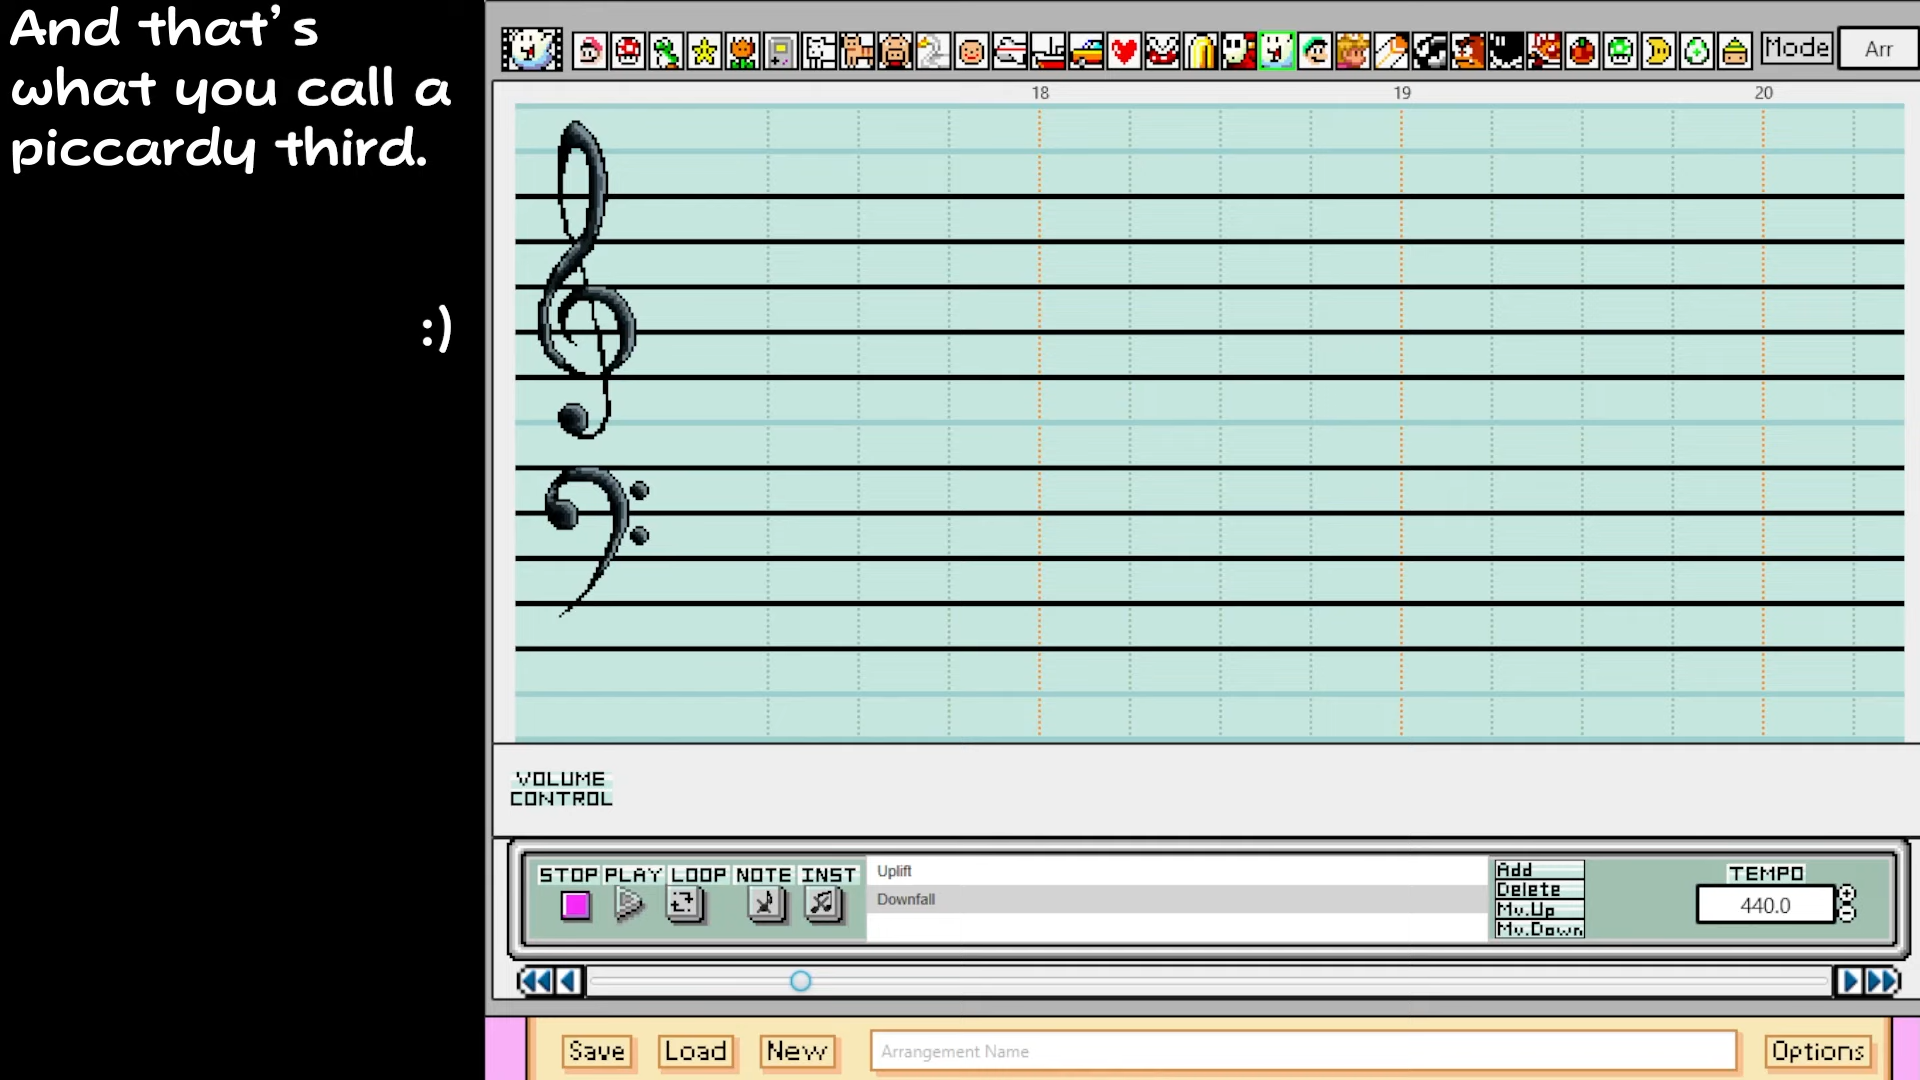 And that's
what you call a
piccardy third.
:)
Mode
Arr
18
19
20
VOLUME
CONTROL
STOP PLAY LOOP NOTE INST
Uplift
Downfall
Add
Delete
Mv.Up
Mv.Down
TEMPO
440.0
Save
Load
New
Arrangement Name
Options